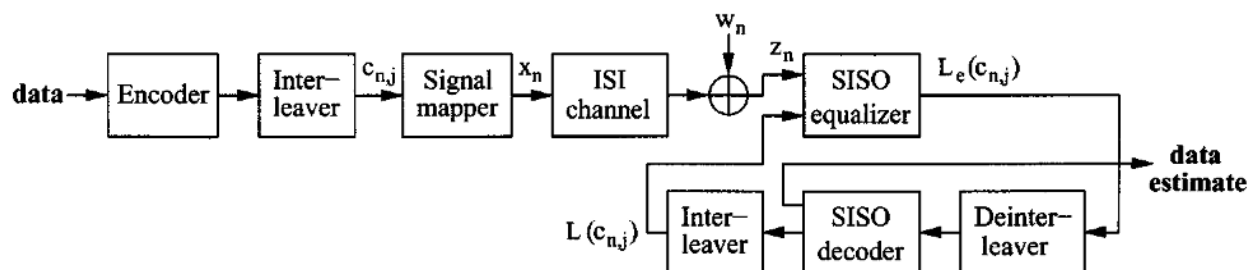 data
Encoder
Inter-
leaver
c_{n,j}
Signal
mapper
x_n
ISI
channel
w_n
z_n
SISO
equalizer
L_e(c_{n,j})
data
estimate
L(c_{n,j})
Inter-
leaver
SISO
decoder
Deinter-
leaver